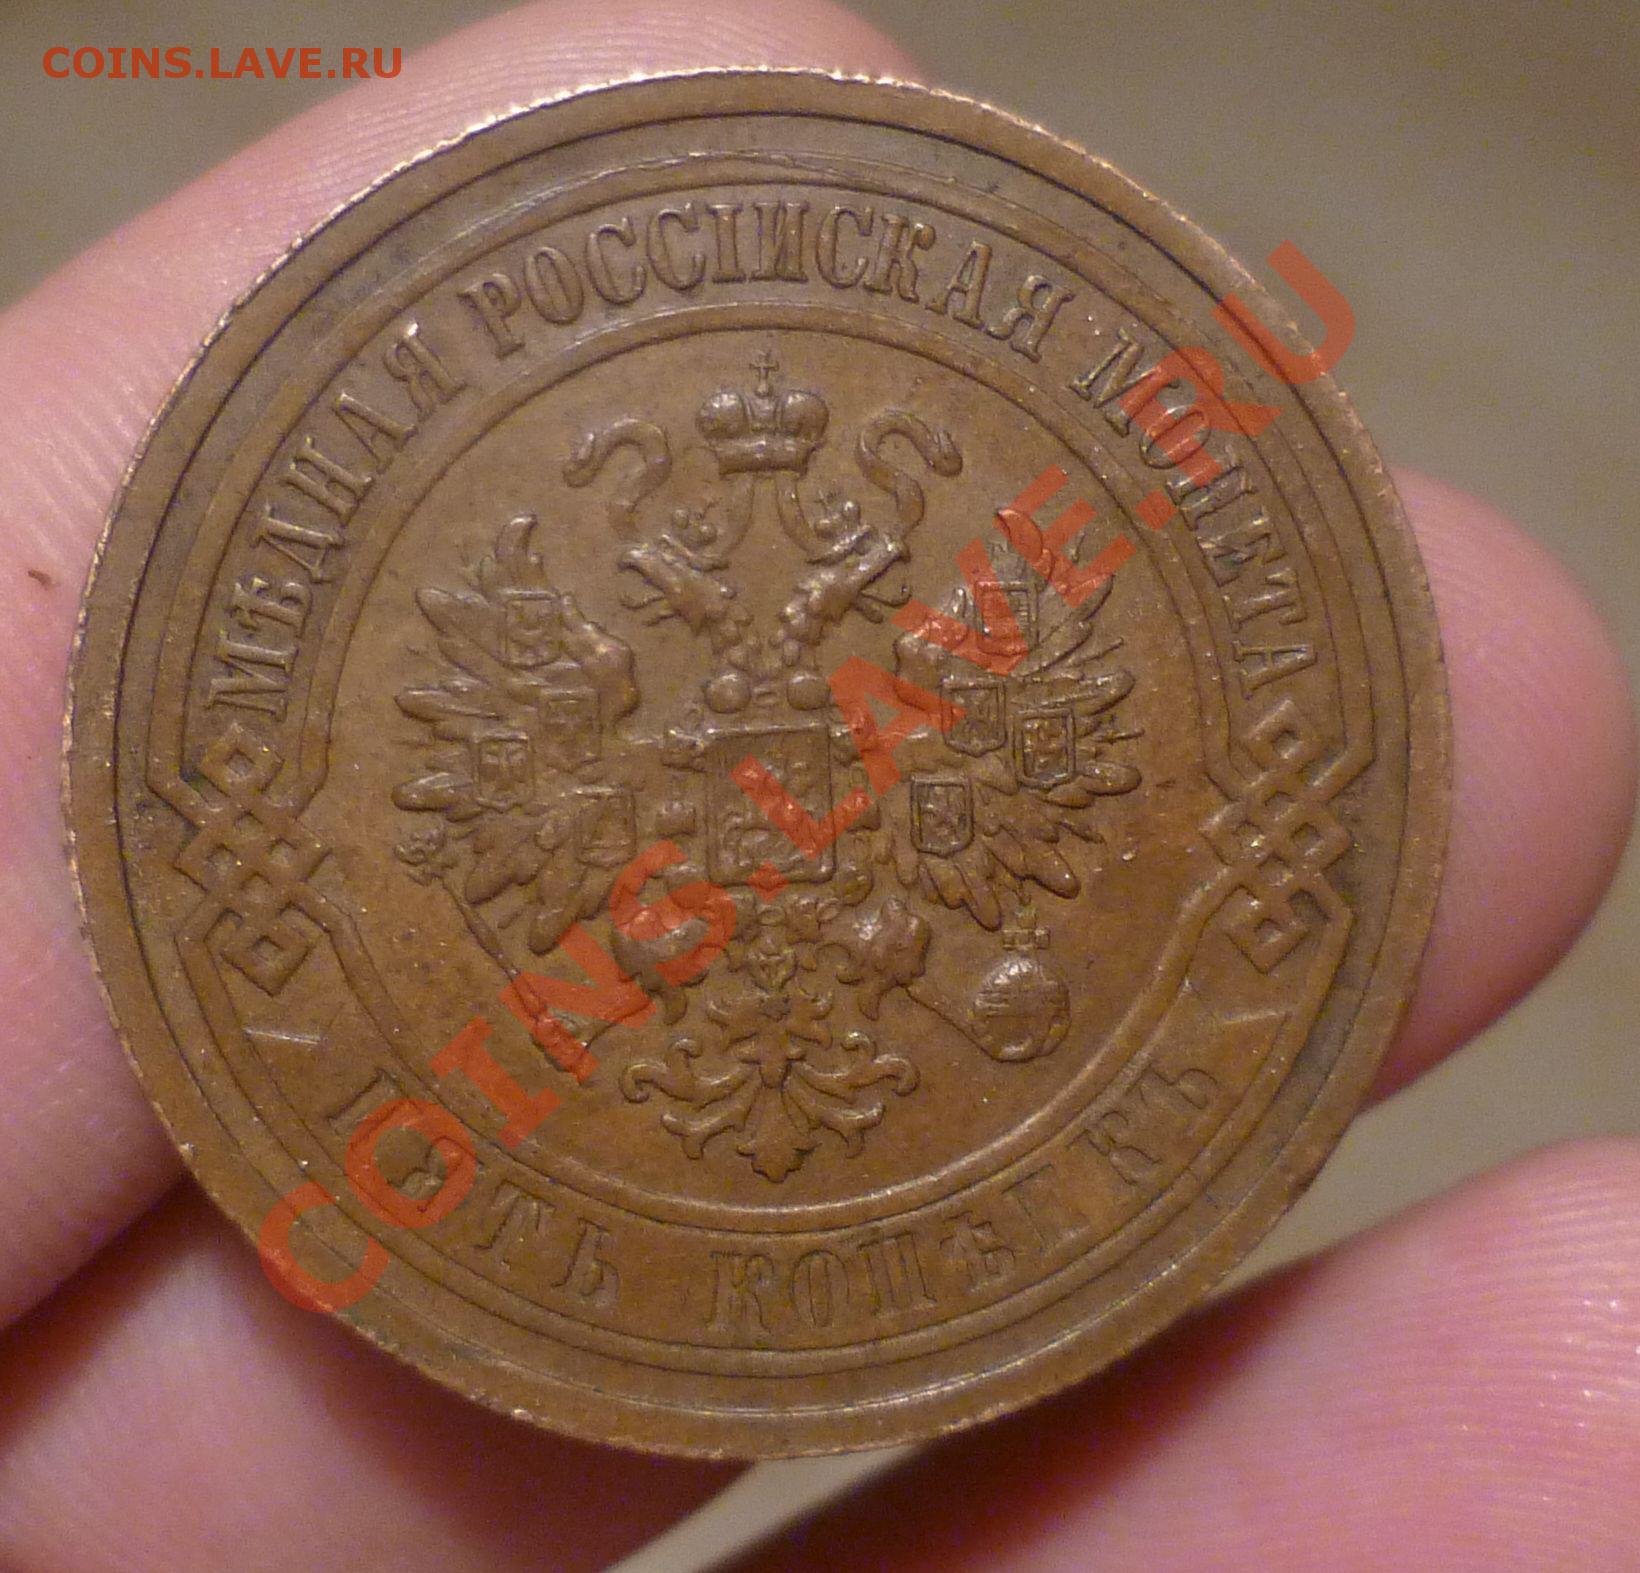 COINS.LAVE.RU
МѢДНАЯ РОССIЙСКАЯ МОНЕТА
COINS.LAVE.RU
ПЯТЬ КОПѢЕКЪ